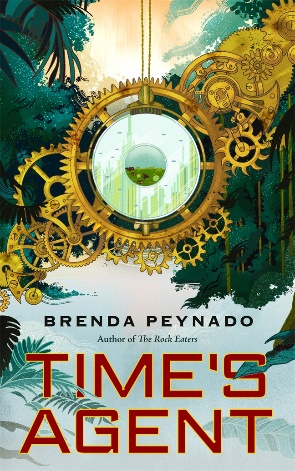 BRENDA PEYNADO
Author of The Rock Eaters
TIME'S
AGENT